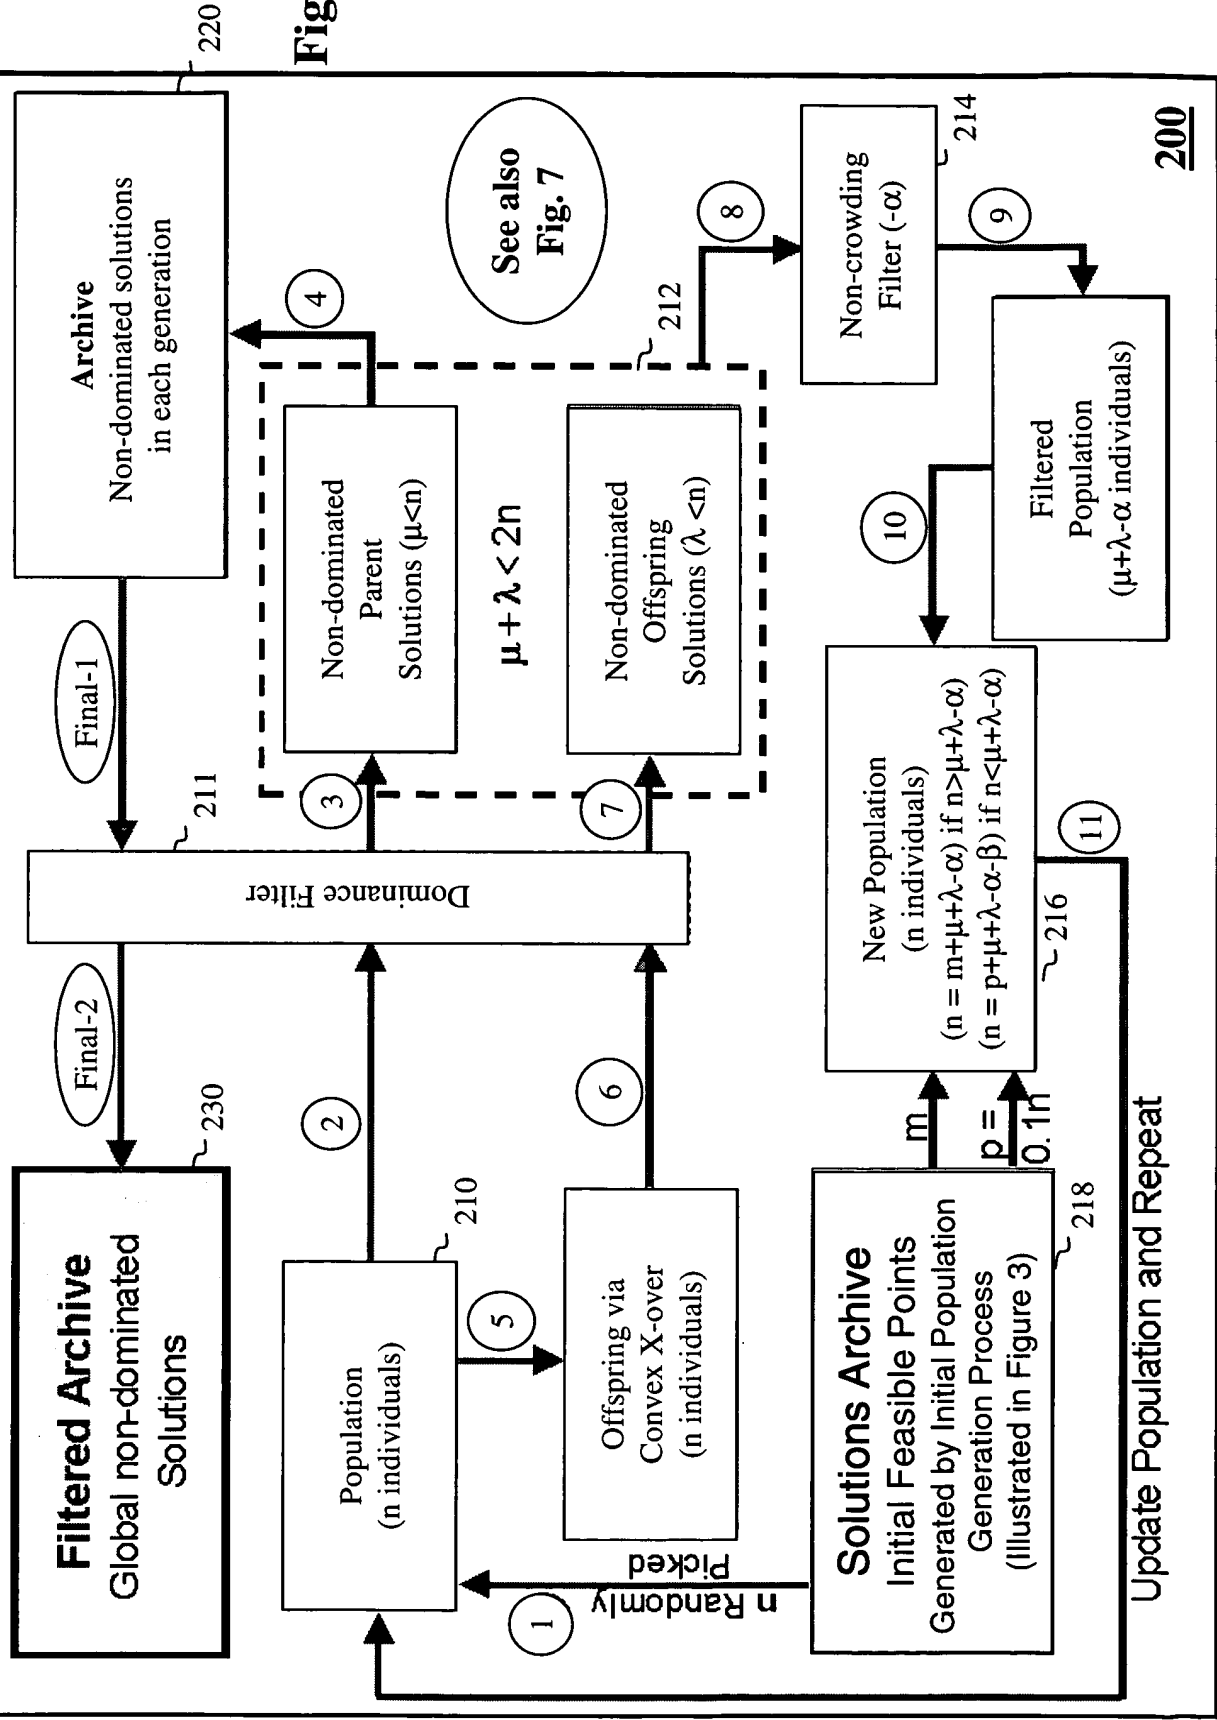 Filtered Archive
Global non-dominated
Solutions
230
Final-2
Final-1
Archive
Non-dominated solutions
in each generation
220
Fig
211
Dominance Filter
Population
(n individuals)
210
2
3
Non-dominated
Parent
Solutions (μ<n)
4
μ + λ < 2n
See also
Fig. 7
5
Offspring via
Convex X-over
(n individuals)
6
7
Non-dominated
Offspring
Solutions (λ <n)
212
8
1
n Randomly
Picked
Solutions Archive
Initial Feasible Points
Generated by Initial Population
Generation Process
(Illustrated in Figure 3)
218
m
p =
0.1n
New Population
(n individuals)
(n = m+μ+λ-α) if n>μ+λ-α)
(n = p+μ+λ-α-β) if n<μ+λ-α)
216
10
Non-crowding
Filter (-α)
214
9
Filtered
Population
(μ+λ-α individuals)
11
Update Population and Repeat
200